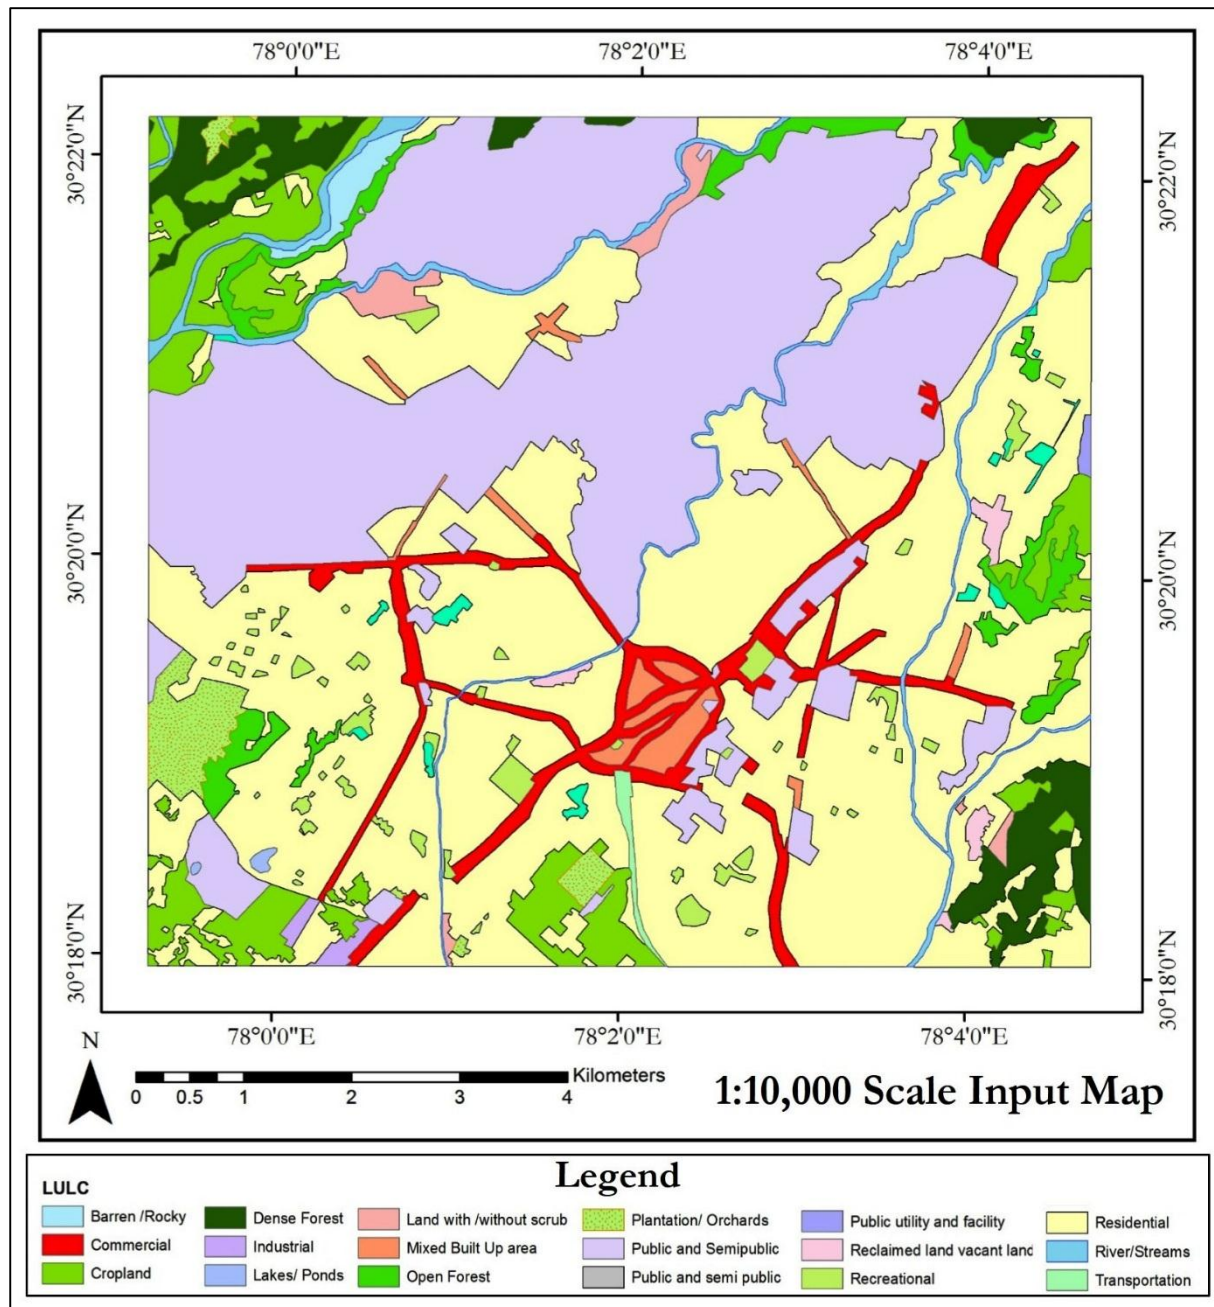 78°0'0"E 78°2'0"E 78°4'0"E
30°22'0"N 30°22'0"N
30°20'0"N 30°20'0"N
30°18'0"N 30°18'0"N
78°0'0"E 78°2'0"E 78°4'0"E
N
Kilometers
0 0.5 1 2 3 4
1:10,000 Scale Input Map
Legend
LULC
Barren /Rocky Dense Forest Land with /without scrub Plantation/ Orchards Public utility and facility Residential
Commercial Industrial Mixed Built Up area Public and Semipublic Reclaimed land vacant land River/Streams
Cropland Lakes/ Ponds Open Forest Public and semi public Recreational Transportation